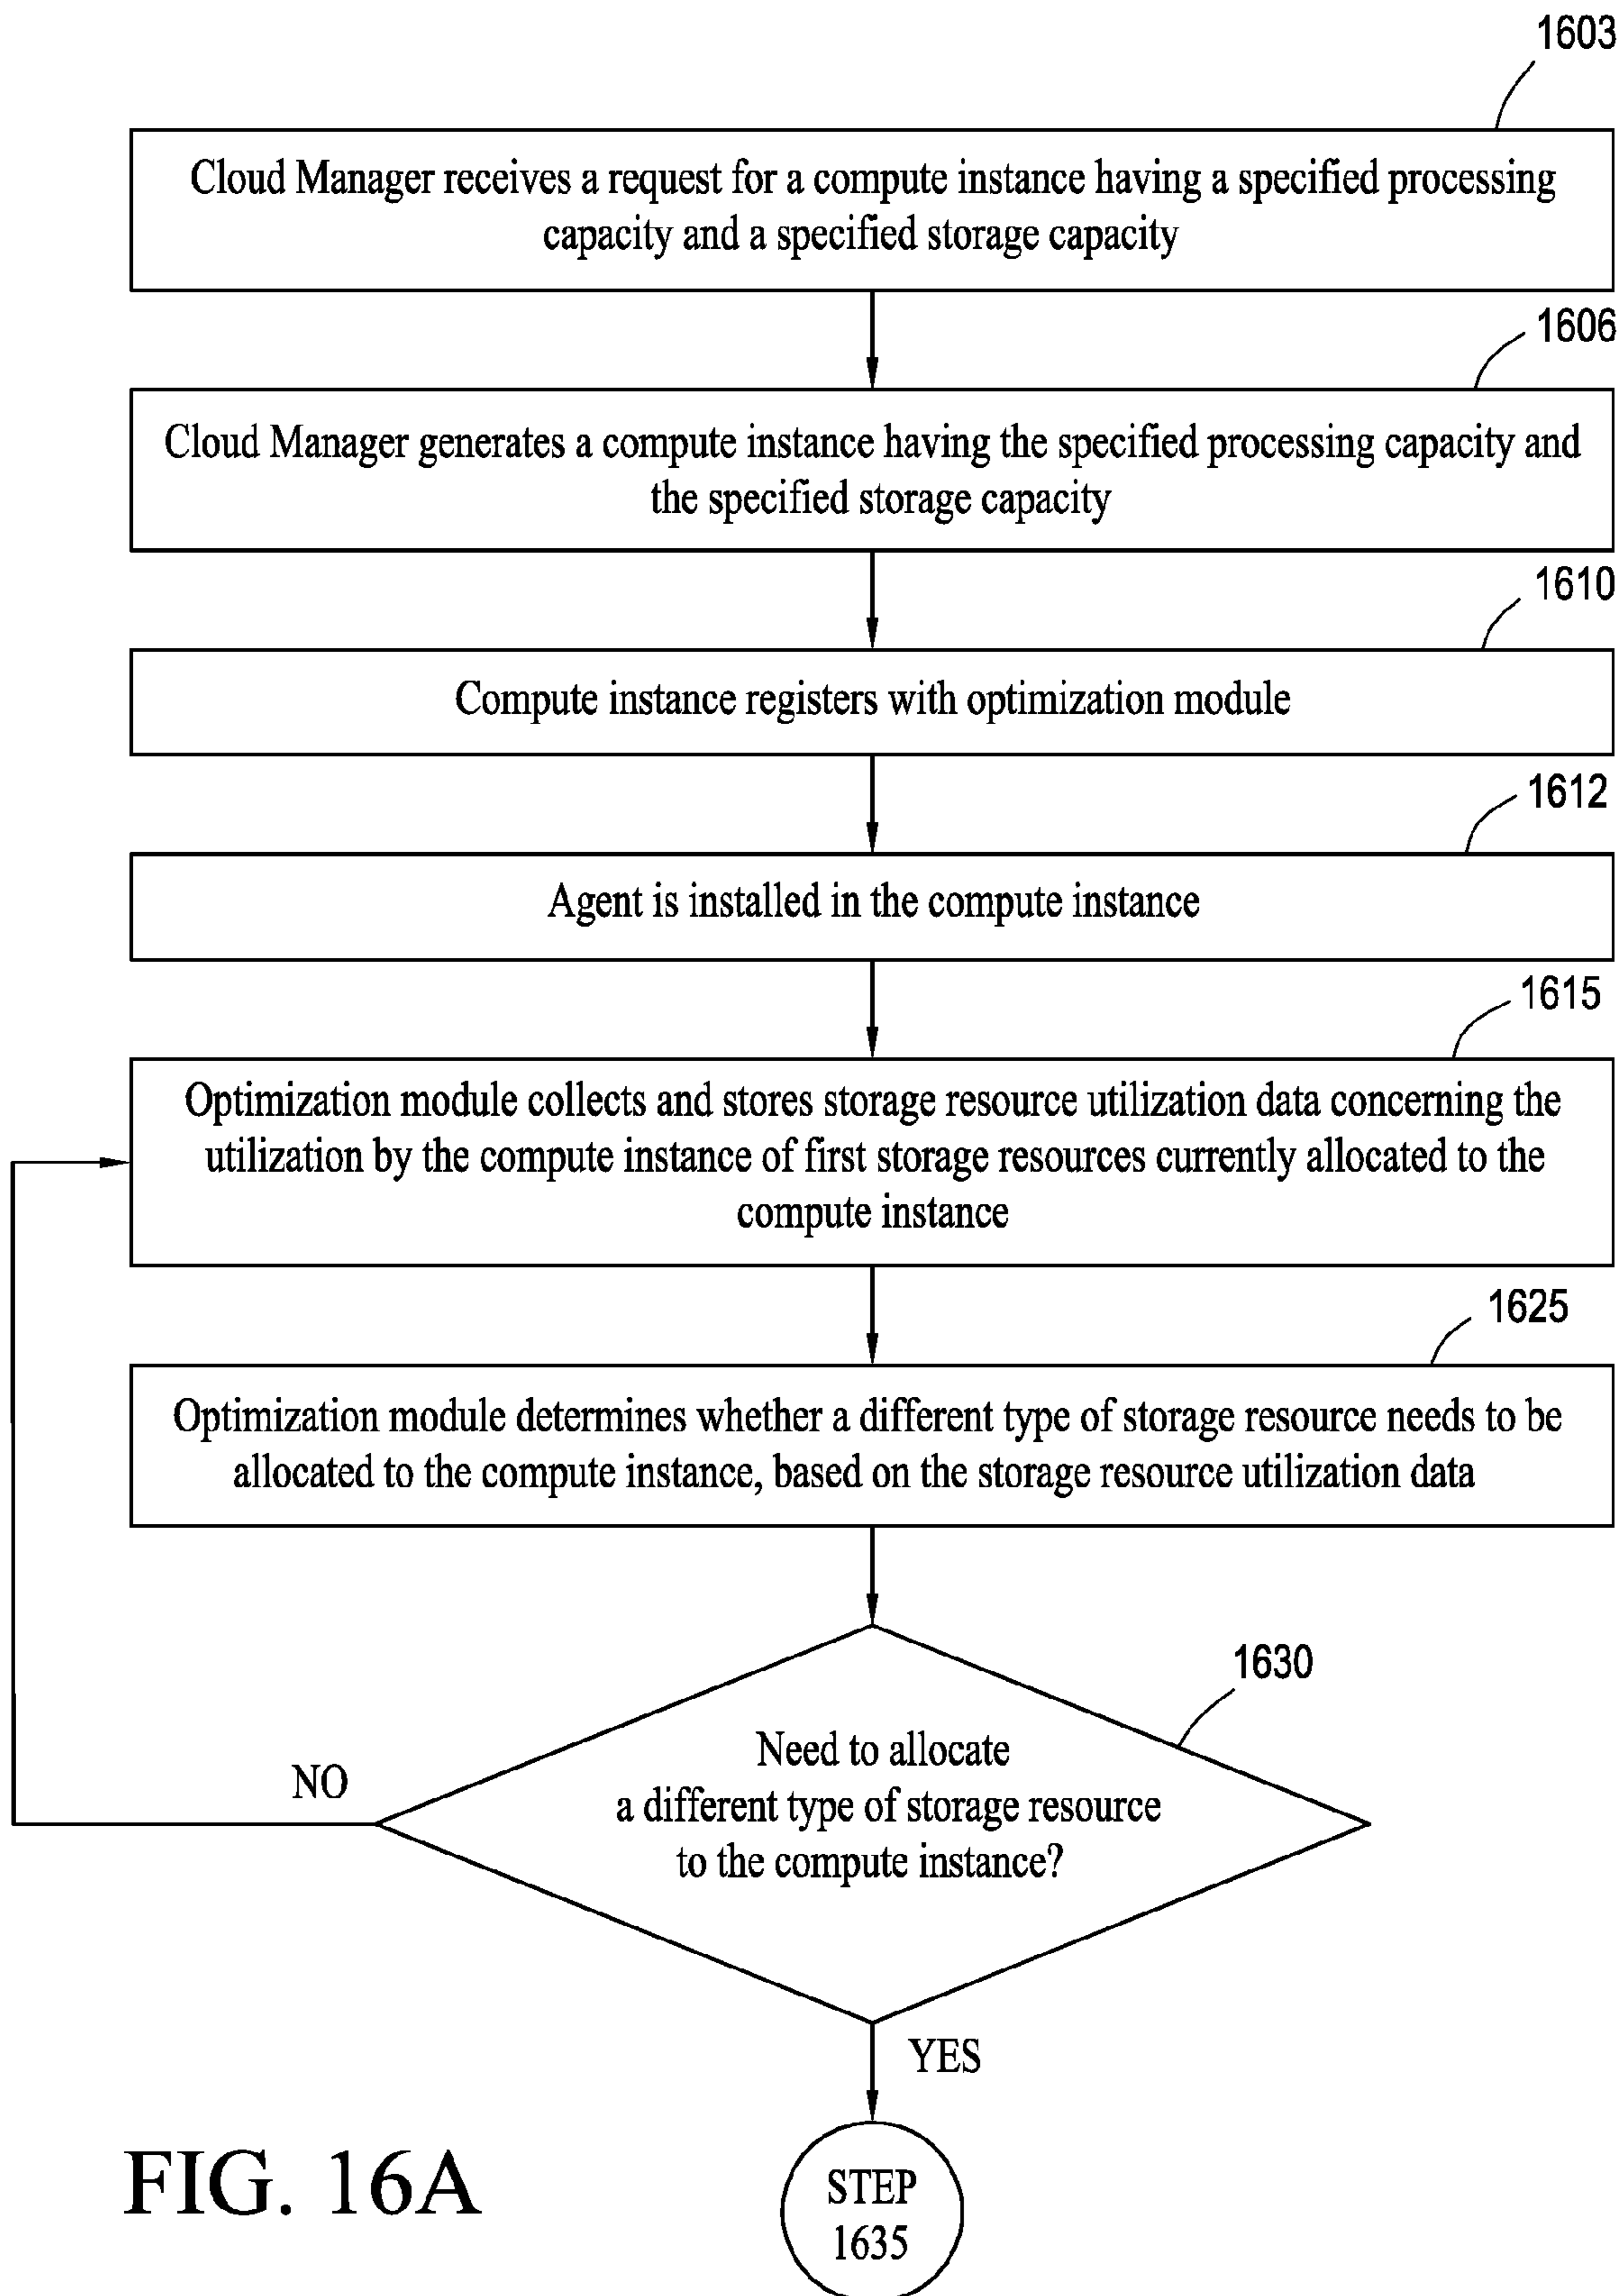 1603
Cloud Manager receives a request for a compute instance having a specified processing
capacity and a specified storage capacity
1606
Cloud Manager generates a compute instance having the specified processing capacity and
the specified storage capacity
1610
Compute instance registers with optimization module
1612
Agent is installed in the compute instance
1615
Optimization module collects and stores storage resource utilization data concerning the
utilization by the compute instance of first storage resources currently allocated to the
compute instance
1625
Optimization module determines whether a different type of storage resource needs to be
allocated to the compute instance, based on the storage resource utilization data
1630
Need to allocate
a different type of storage resource
to the compute instance?
NO
YES
STEP
1635
FIG. 16A